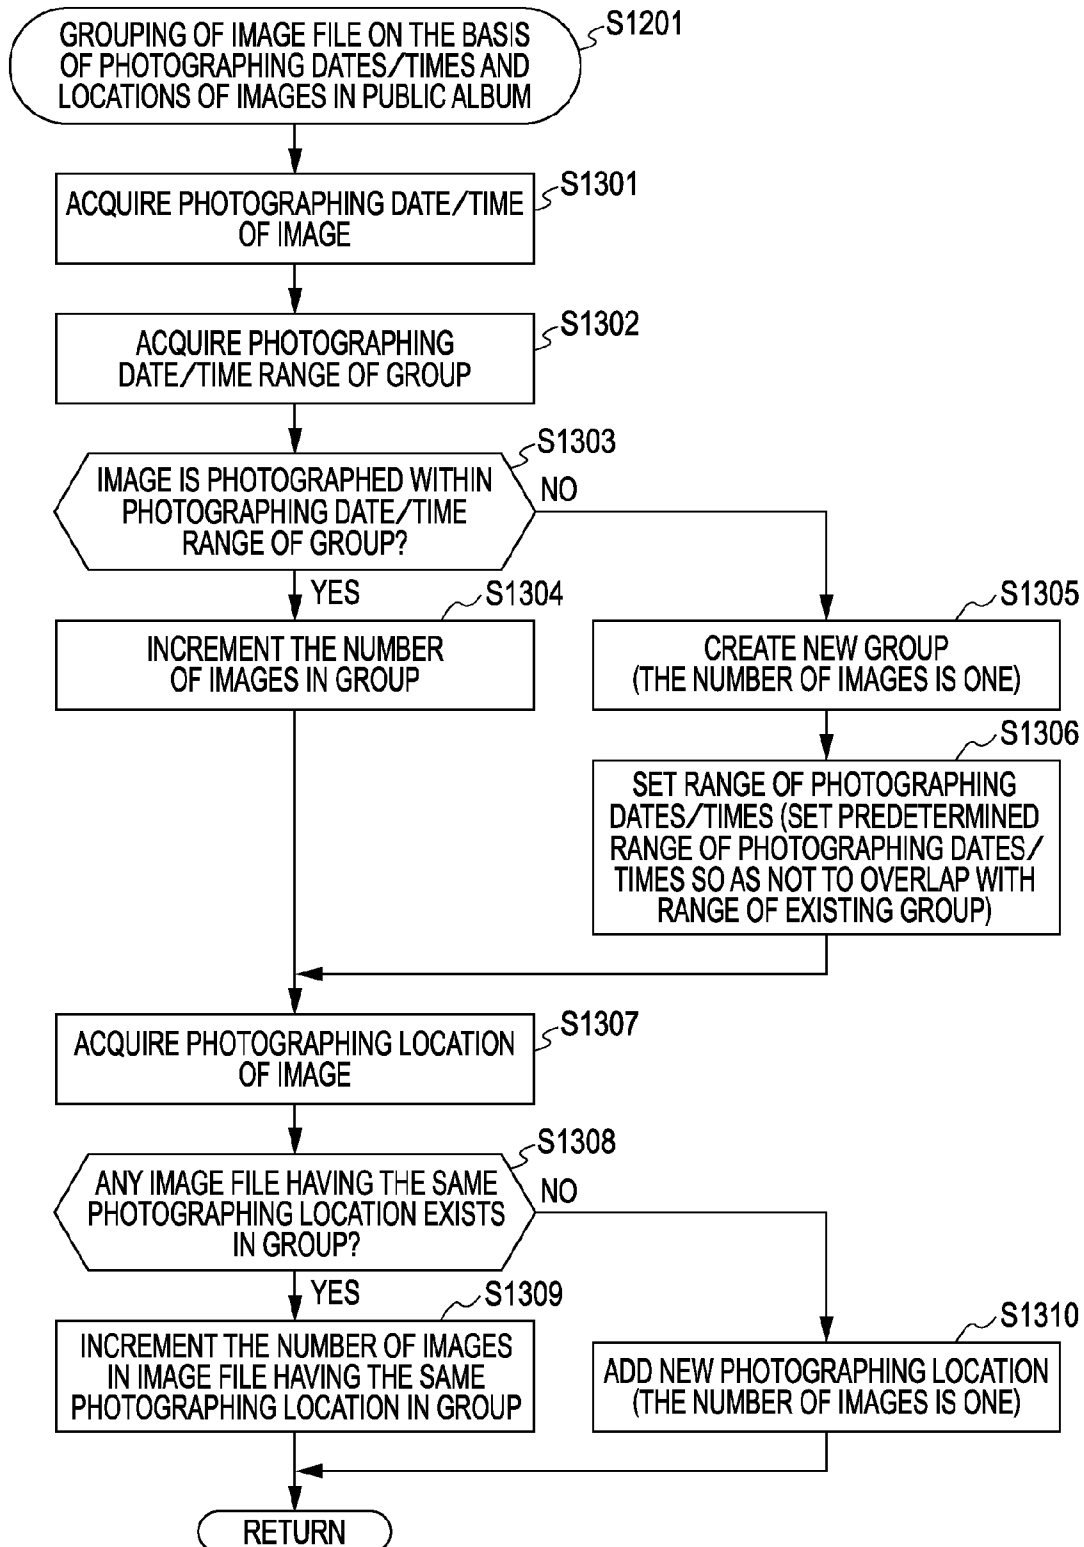 GROUPING OF IMAGE FILE ON THE BASIS
OF PHOTOGRAPHING DATES/TIMES AND
LOCATIONS OF IMAGES IN PUBLIC ALBUM
S1201
ACQUIRE PHOTOGRAPHING DATE/TIME
OF IMAGE
S1301
ACQUIRE PHOTOGRAPHING
DATE/TIME RANGE OF GROUP
S1302
IMAGE IS PHOTOGRAPHED WITHIN
PHOTOGRAPHING DATE/TIME
RANGE OF GROUP?
S1303
NO
YES
INCREMENT THE NUMBER
OF IMAGES IN GROUP
S1304
CREATE NEW GROUP
(THE NUMBER OF IMAGES IS ONE)
S1305
SET RANGE OF PHOTOGRAPHING
DATES/TIMES (SET PREDETERMINED
RANGE OF PHOTOGRAPHING DATES/
TIMES SO AS NOT TO OVERLAP WITH
RANGE OF EXISTING GROUP)
S1306
ACQUIRE PHOTOGRAPHING LOCATION
OF IMAGE
S1307
ANY IMAGE FILE HAVING THE SAME
PHOTOGRAPHING LOCATION EXISTS
IN GROUP?
S1308
NO
YES
INCREMENT THE NUMBER OF IMAGES
IN IMAGE FILE HAVING THE SAME
PHOTOGRAPHING LOCATION IN GROUP
S1309
ADD NEW PHOTOGRAPHING LOCATION
(THE NUMBER OF IMAGES IS ONE)
S1310
RETURN